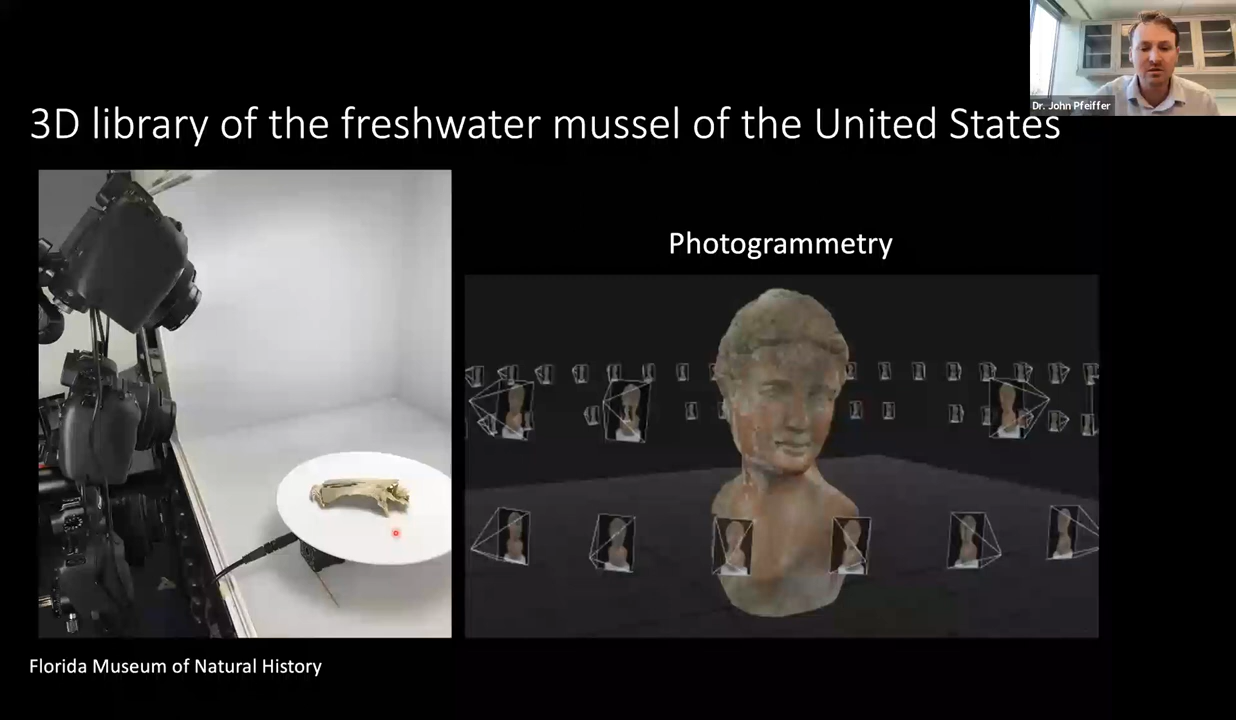 Dr. John Pfeiffer
3D library of the freshwater mussel of the United States
Photogrammetry
Florida Museum of Natural History